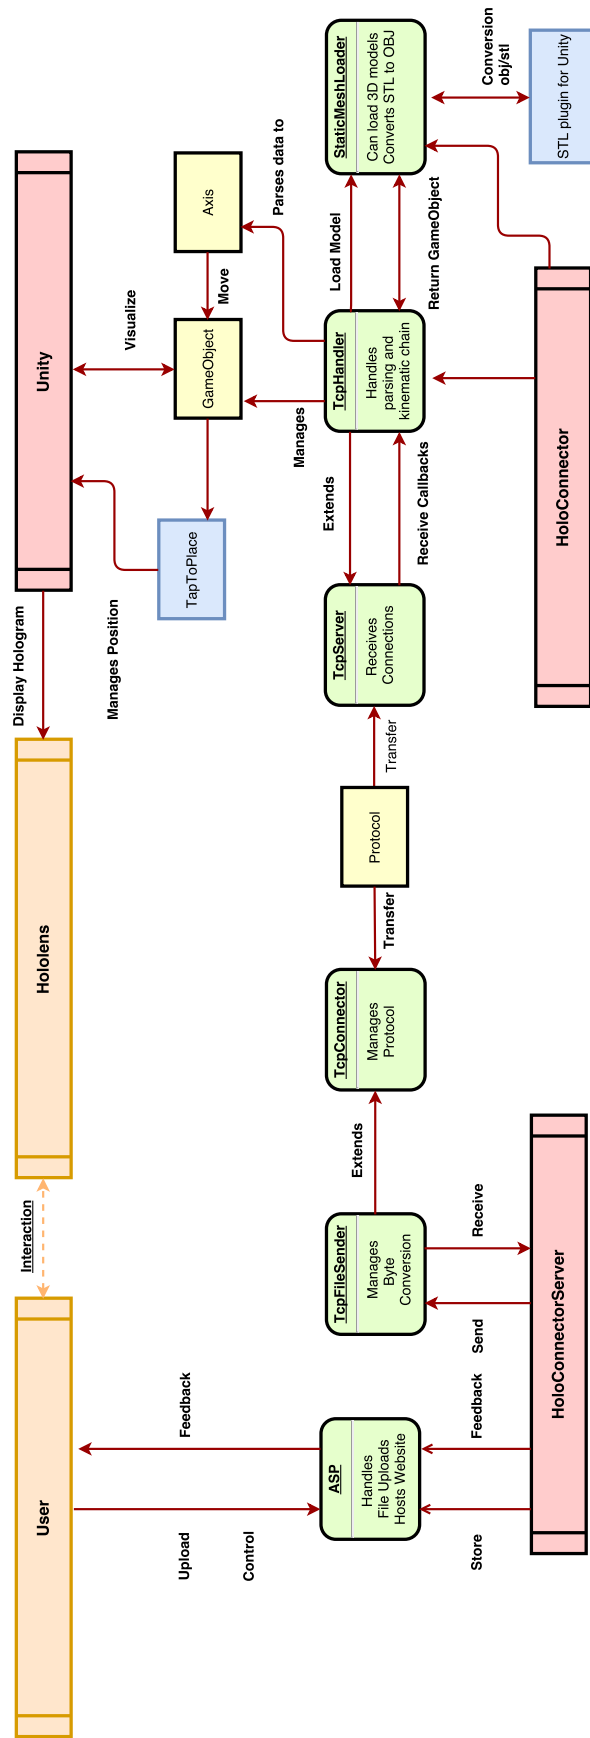 User
Interaction
Hololens
Display Hologram
Unity
Manages Position
Visualize
TapToPlace
GameObject
Move
Axis
Upload
Control
Feedback
Manages
Parses data to
ASP
Handles
File Uploads
Hosts Website
TcpFileSender
Manages
Byte
Conversion
Extends
TcpConnector
Manages
Protocol
Transfer
Protocol
Transfer
TcpServer
Receives
Connections
Extends
Receive Callbacks
TcpHandler
Handles
parsing and
kinematic chain
Load Model
Return GameObject
StaticMeshLoader
Can load 3D models
Converts STL to OBJ
Store
Feedback
Send
Receive
Conversion
obj/stl
HoloConnectorServer
HoloConnector
STL plugin for Unity